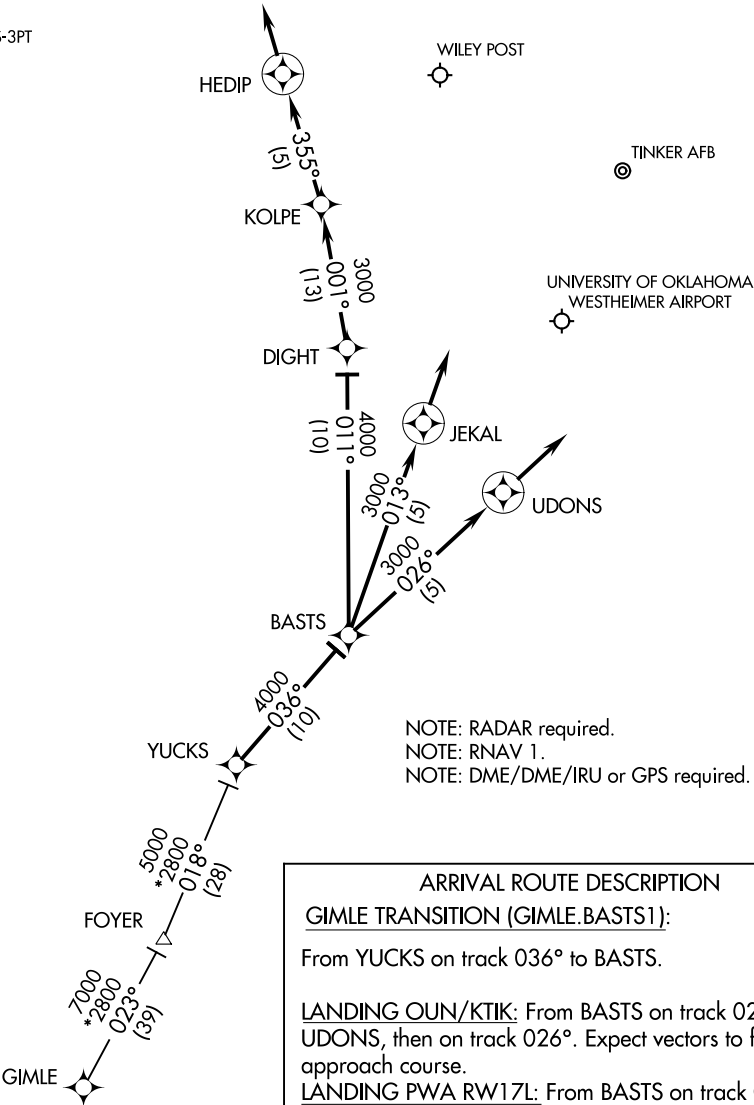 -3PT
WILEY POST
HEDIP
TINKER AFB
355°
(5)
KOLPE
UNIVERSITY OF OKLAHOMA
WESTHEIMER AIRPORT
3000
001°
(13)
DIGHT
JEKAL
4000
011°
(10)
3000
013°
(5)
UDONS
3000
026°
(5)
BASTS
4000
036°
(10)
NOTE: RADAR required.
NOTE: RNAV 1.
NOTE: DME/DME/IRU or GPS required.
YUCKS
5000
*2800
018°
(28)
ARRIVAL ROUTE DESCRIPTION
GIMLE TRANSITION (GIMLE.BASTS1):
FOYER
From YUCKS on track 036° to BASTS.
7000
*2800
023°
(39)
LANDING OUN/KTIK: From BASTS on track 02
UDONS, then on track 026°. Expect vectors to f
approach course.
GIMLE
LANDING PWA RW17L: From BASTS on track